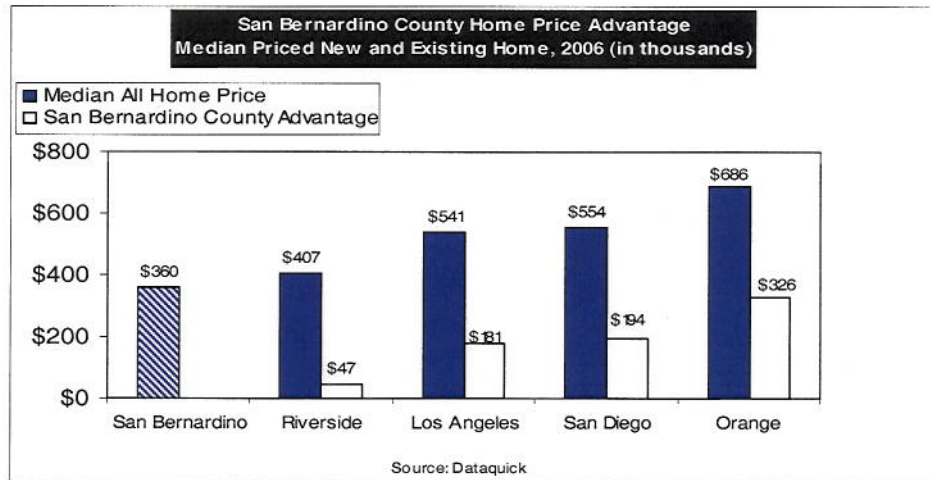 San Bernardino County Home Price Advantage
Median Priced New and Existing Home, 2006 (in thousands)
Median All Home Price
San Bernardino County Advantage
$800
$600
$400
$200
$0
$360
$407
$47
$541
$181
$554
$194
$686
$326
San Bernardino
Riverside
Los Angeles
San Diego
Orange
Source: Dataquick